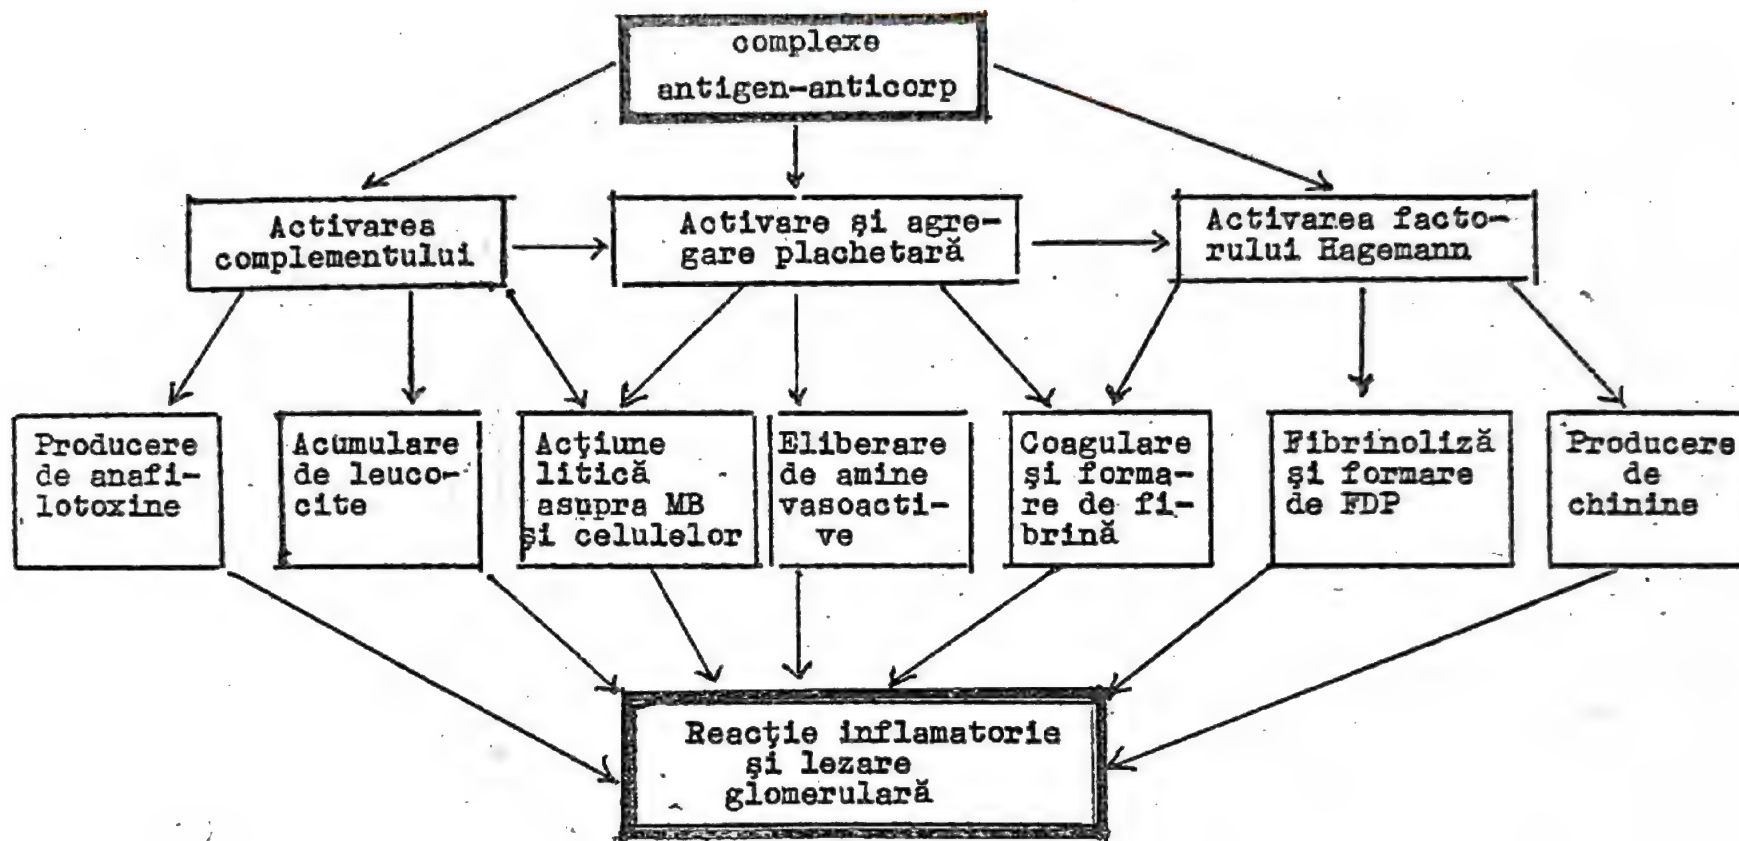 complexe
antigen-anticorp
Activarea
complementului
Activare şi agre-
gare plachetară
Activarea facto-
rului Hagemann
Producere
de anafi-
lotoxine
Acumulare
de leuco-
cite
Acţiune
litică
asupra MB
şi celulelor
Eliberare
de amine
vasoacti-
ve
Coagulare
şi forma-
re de fi-
brină
Fibrinoliză
şi formare
de FDP
Producere
de
chinine
Reacţie inflamatorie
şi lezare
glomerulară